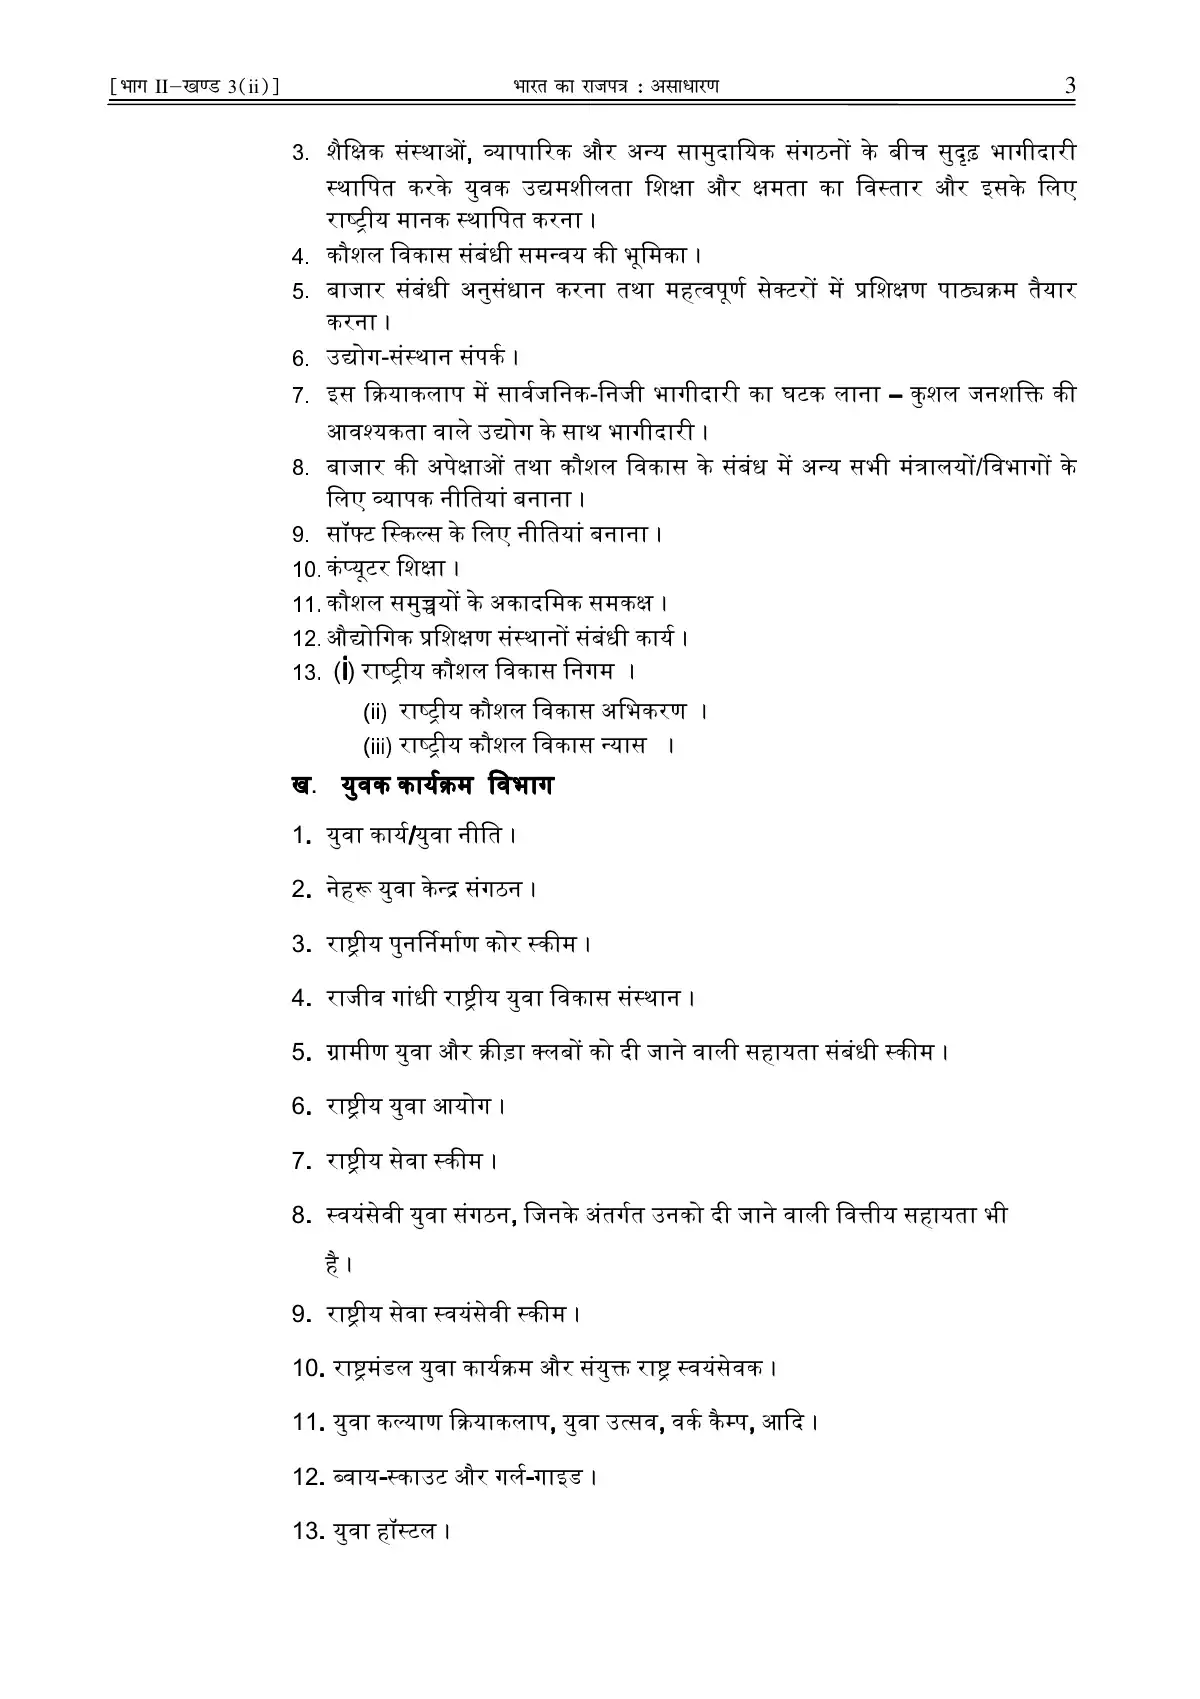 [भाग II–खण्ड 3(ii)] भारत का राजपत्र : असाधारण 3
3. शैक्षिक संस्थाओं, व्यापारिक और अन्य सामुदायिक संगठनों के बीच सुदृढ़ भागीदारी
स्थापित करके युवक उद्यमशीलता शिक्षा और क्षमता का विस्तार और इसके लिए
राष्ट्रीय मानक स्थापित करना ।
4. कौशल विकास संबंधी समन्वय की भूमिका ।
5. बाजार संबंधी अनुसंधान करना तथा महत्वपूर्ण सेक्टरों में प्रशिक्षण पाठ्यक्रम तैयार
करना ।
6. उद्योग-संस्थान संपर्क ।
7. इस क्रियाकलाप में सार्वजनिक-निजी भागीदारी का घटक लाना – कुशल जनशक्ति की
आवश्यकता वाले उद्योग के साथ भागीदारी ।
8. बाजार की अपेक्षाओं तथा कौशल विकास के संबंध में अन्य सभी मंत्रालयों/विभागों के
लिए व्यापक नीतियां बनाना ।
9. सॉफ्ट स्किल्स के लिए नीतियां बनाना ।
10. कंप्यूटर शिक्षा ।
11. कौशल समुच्चयों के अकादमिक समकक्ष ।
12. औद्योगिक प्रशिक्षण संस्थानों संबंधी कार्य ।
13. (i) राष्ट्रीय कौशल विकास निगम ।
(ii) राष्ट्रीय कौशल विकास अभिकरण ।
(iii) राष्ट्रीय कौशल विकास न्यास ।
ख. युवक कार्यक्रम विभाग
1. युवा कार्य/युवा नीति ।
2. नेहरू युवा केन्द्र संगठन ।
3. राष्ट्रीय पुनर्निर्माण कोर स्कीम ।
4. राजीव गांधी राष्ट्रीय युवा विकास संस्थान ।
5. ग्रामीण युवा और क्रीड़ा क्लबों को दी जाने वाली सहायता संबंधी स्कीम ।
6. राष्ट्रीय युवा आयोग ।
7. राष्ट्रीय सेवा स्कीम ।
8. स्वयंसेवी युवा संगठन, जिनके अंतर्गत उनको दी जाने वाली वित्तीय सहायता भी
है ।
9. राष्ट्रीय सेवा स्वयंसेवी स्कीम ।
10. राष्ट्रमंडल युवा कार्यक्रम और संयुक्त राष्ट्र स्वयंसेवक ।
11. युवा कल्याण क्रियाकलाप, युवा उत्सव, वर्क कैम्प, आदि ।
12. ब्वाय-स्काउट और गर्ल-गाइड ।
13. युवा हॉस्टल ।